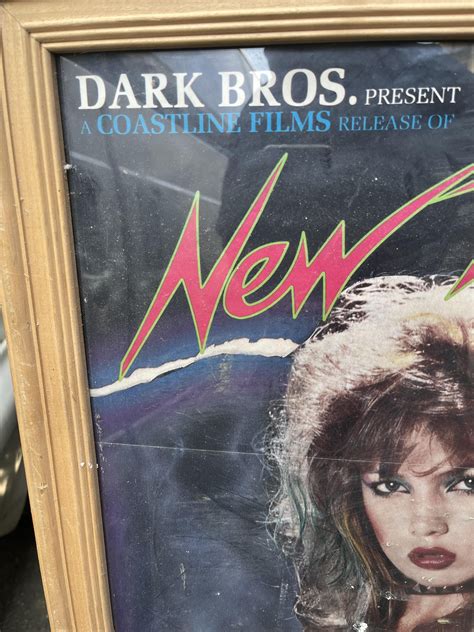 DARK BROS. PRESENT
A COASTLINE FILMS RELEASE OF
NEW